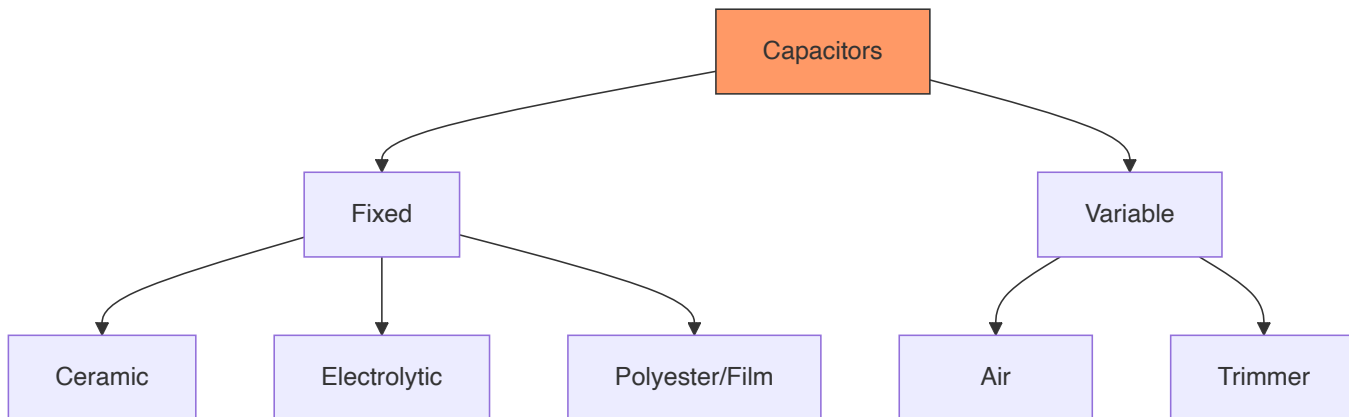 Capacitors
Fixed
Variable
Ceramic
Electrolytic
Polyester/Film
Air
Trimmer